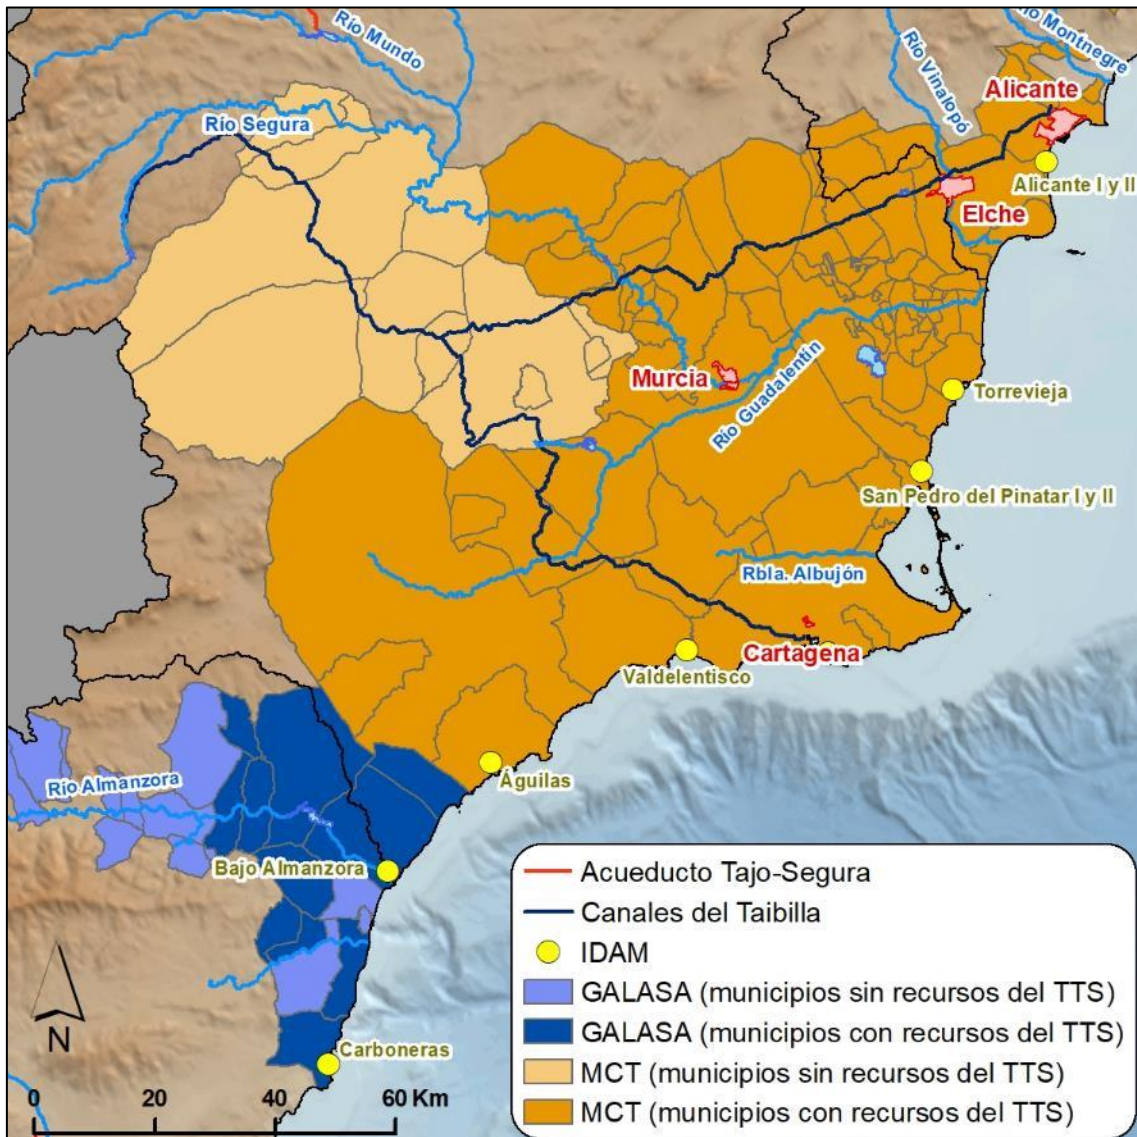 Río Mundo
Río Montnegre
Río Vinalopó
Alicante
Río Segura
Alicante I y II
Elche
Murcia
Río Guadalentín
Torrevieja
San Pedro del Pinatar I y II
Rbla. Albujón
Cartagena
Valdelentisco
Águilas
Río Almanzora
Bajo Almanzora
Carboneras
N
0 20 40 60 Km
Acueducto Tajo-Segura
Canales del Taibilla
IDAM
GALASA (municipios sin recursos del TTS)
GALASA (municipios con recursos del TTS)
MCT (municipios sin recursos del TTS)
MCT (municipios con recursos del TTS)